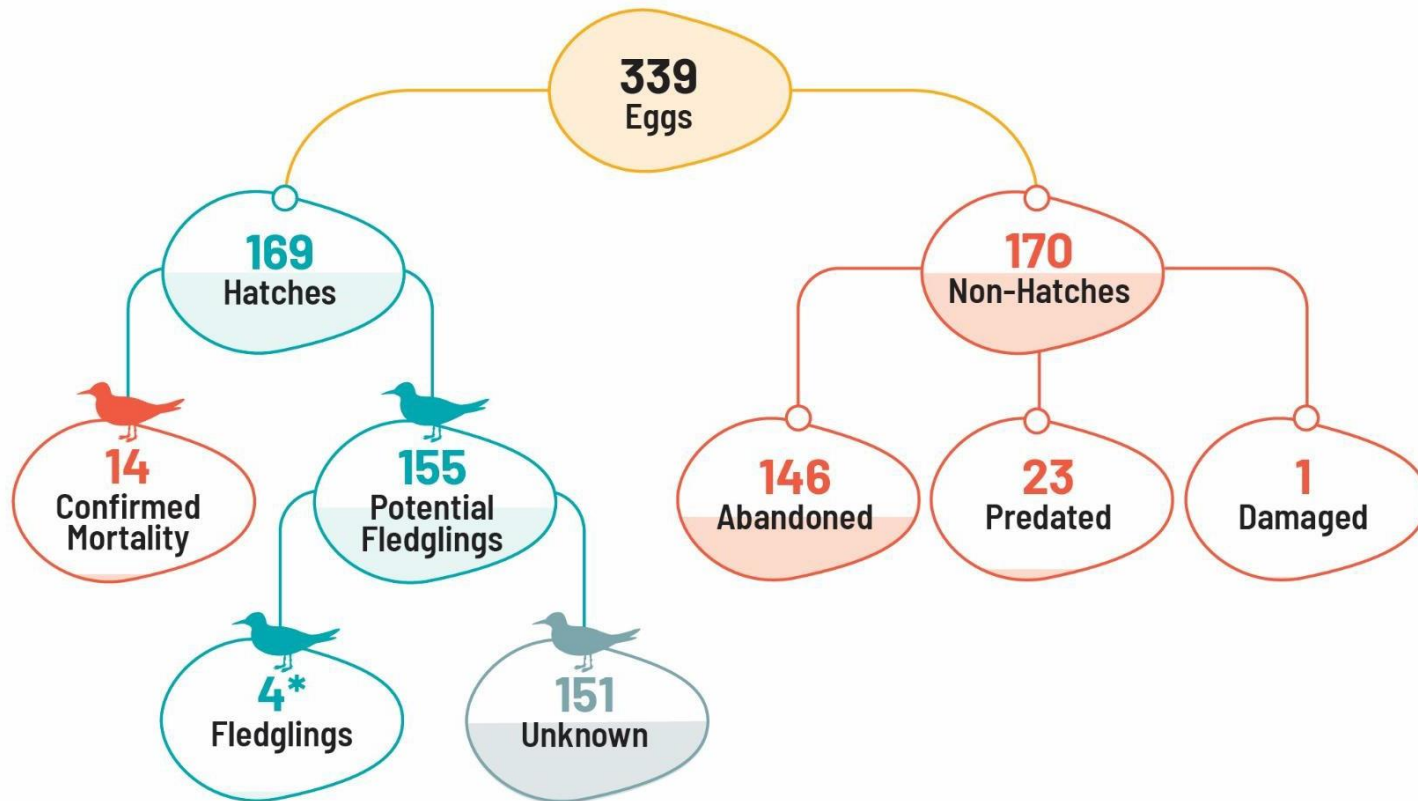 339
Eggs
169
Hatches
170
Non-Hatches
14
Confirmed
Mortality
155
Potential
Fledglings
146
Abandoned
23
Predated
1
Damaged
4*
Fledglings
151
Unknown